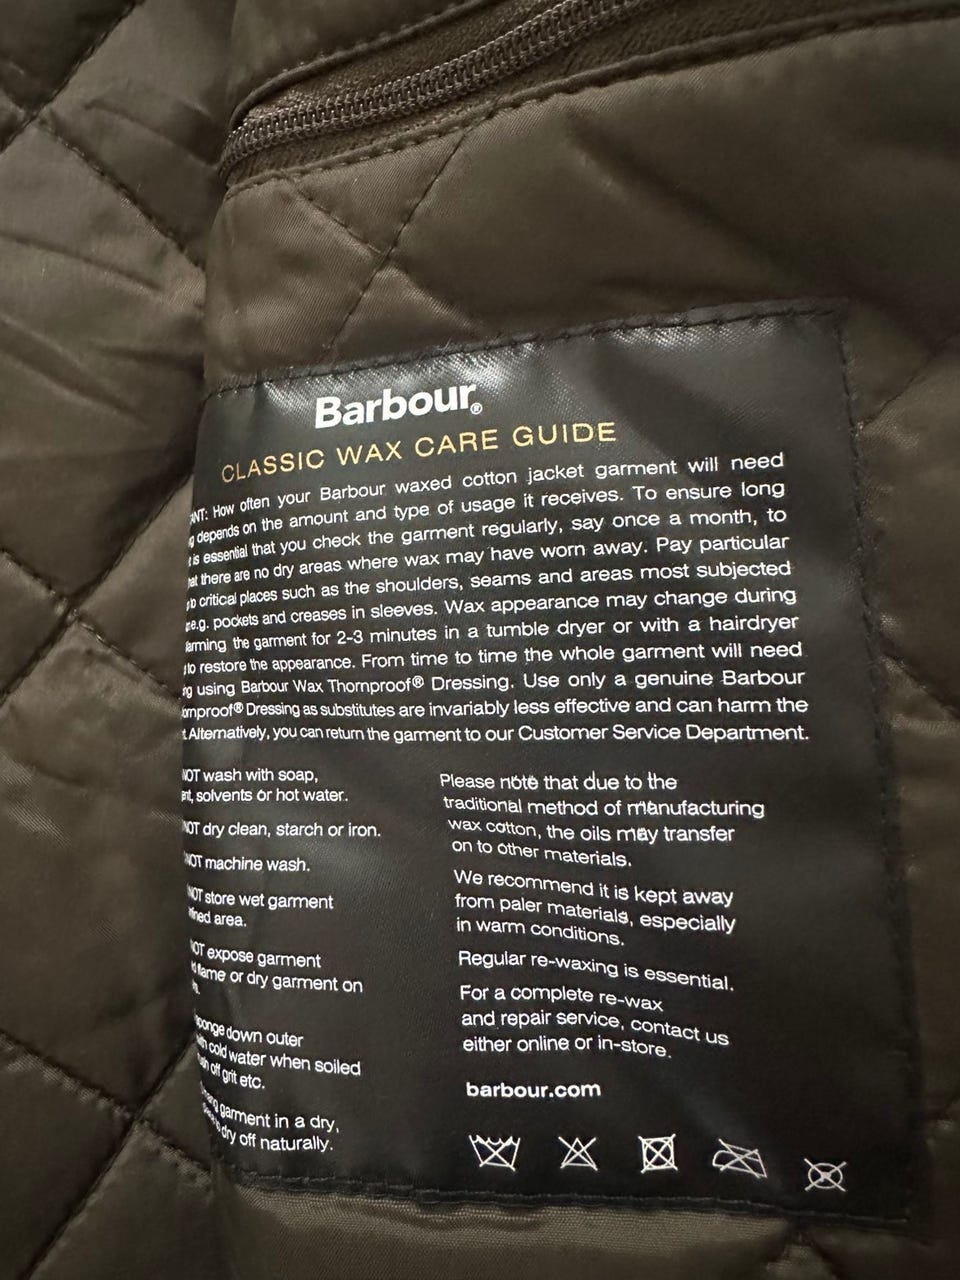 Barbour®
CLASSIC WAX CARE GUIDE
How often your Barbour waxed cotton jacket garment will need
depends on the amount and type of usage it receives. To ensure long
is essential that you check the garment regularly, say once a month, to
there are no dry areas where wax may have worn away. Pay particular
critical places such as the shoulders, seams and areas most subjected
e.g. pockets and creases in sleeves. Wax appearance may change during
the garment for 2-3 minutes in a tumble dryer or with a hairdryer
to restore the appearance. From time to time the whole garment will need
using Barbour Wax Thornproof® Dressing. Use only a genuine Barbour
Dressing as substitutes are invariably less effective and can harm the
Alternatively, you can return the garment to our Customer Service Department.
NOT wash with soap,
solvents or hot water.
NOT dry clean, starch or iron.
NOT machine wash.
NOT store wet garment
area.
NOT expose garment
flame or dry garment on
down outer
cold water when soiled
off grit etc.
garment in a dry,
dry off naturally.
Please note that due to the
traditional method of manufacturing
wax cotton, the oils may transfer
on to other materials.
We recommend it is kept away
from paler materials, especially
in warm conditions.
Regular re-waxing is essential.
For a complete re-wax
and repair service, contact us
either online or in-store.
barbour.com